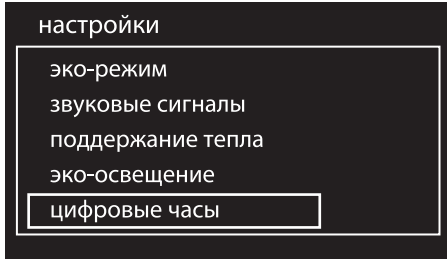 настройки
эко-режим
звуковые сигналы
поддержание тепла
эко-освещение
цифровые часы